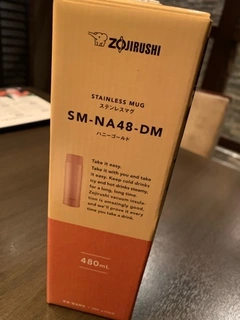 ZOJIRUSHI
STAINLESS MUG
ステンレスマグ
SM-NA48-DM
ハニーゴールド
Take it easy.
Take it with you and take
it easy. Keep cold drinks
icy and hot drinks steamy,
for a long, long time.
Zojirushi vacuum insula-
tion is amazingly good,
and we'll prove it every
time you take a drink.
480mL